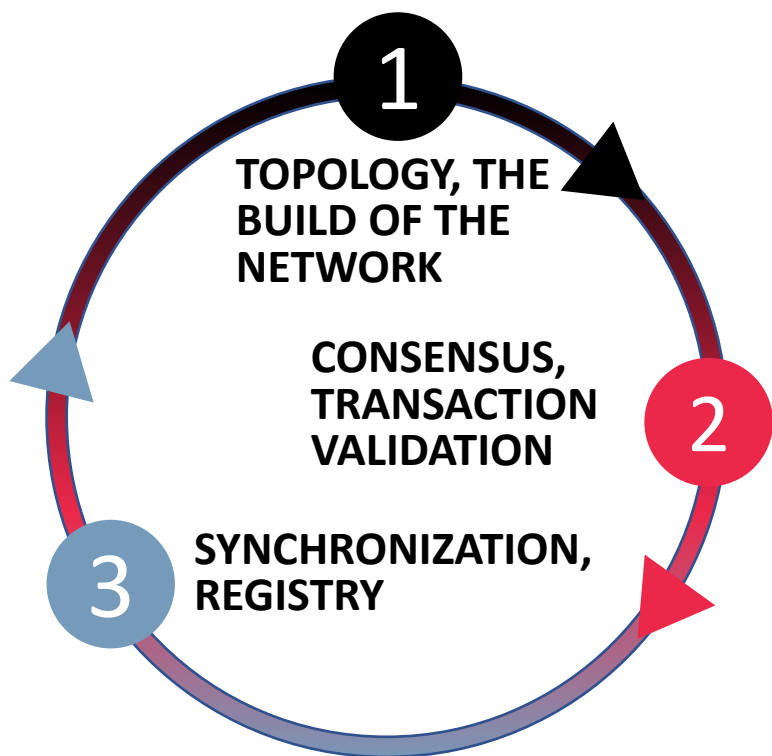 1
TOPOLOGY, THE
BUILD OF THE
NETWORK
2
CONSENSUS,
TRANSACTION
VALIDATION
3
SYNCHRONIZATION,
REGISTRY